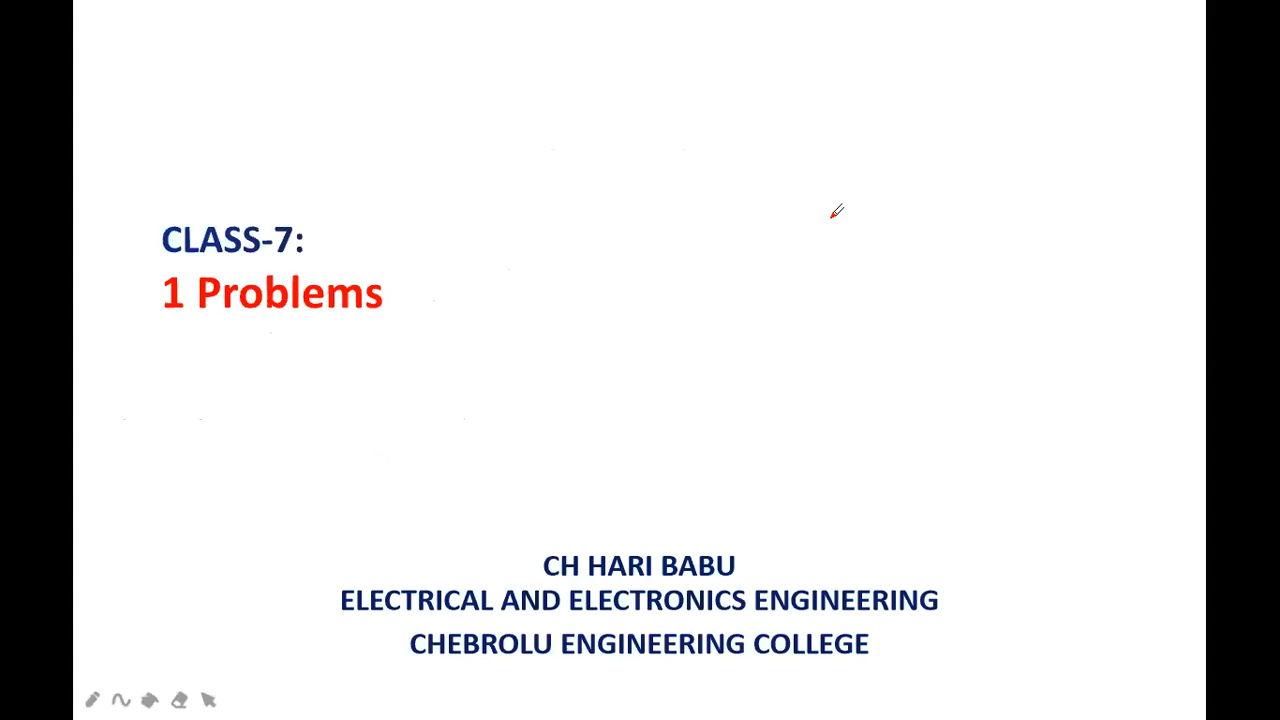 CLASS-7:
1 Problems
CH HARI BABU
ELECTRICAL AND ELECTRONICS ENGINEERING
CHEBROLU ENGINEERING COLLEGE